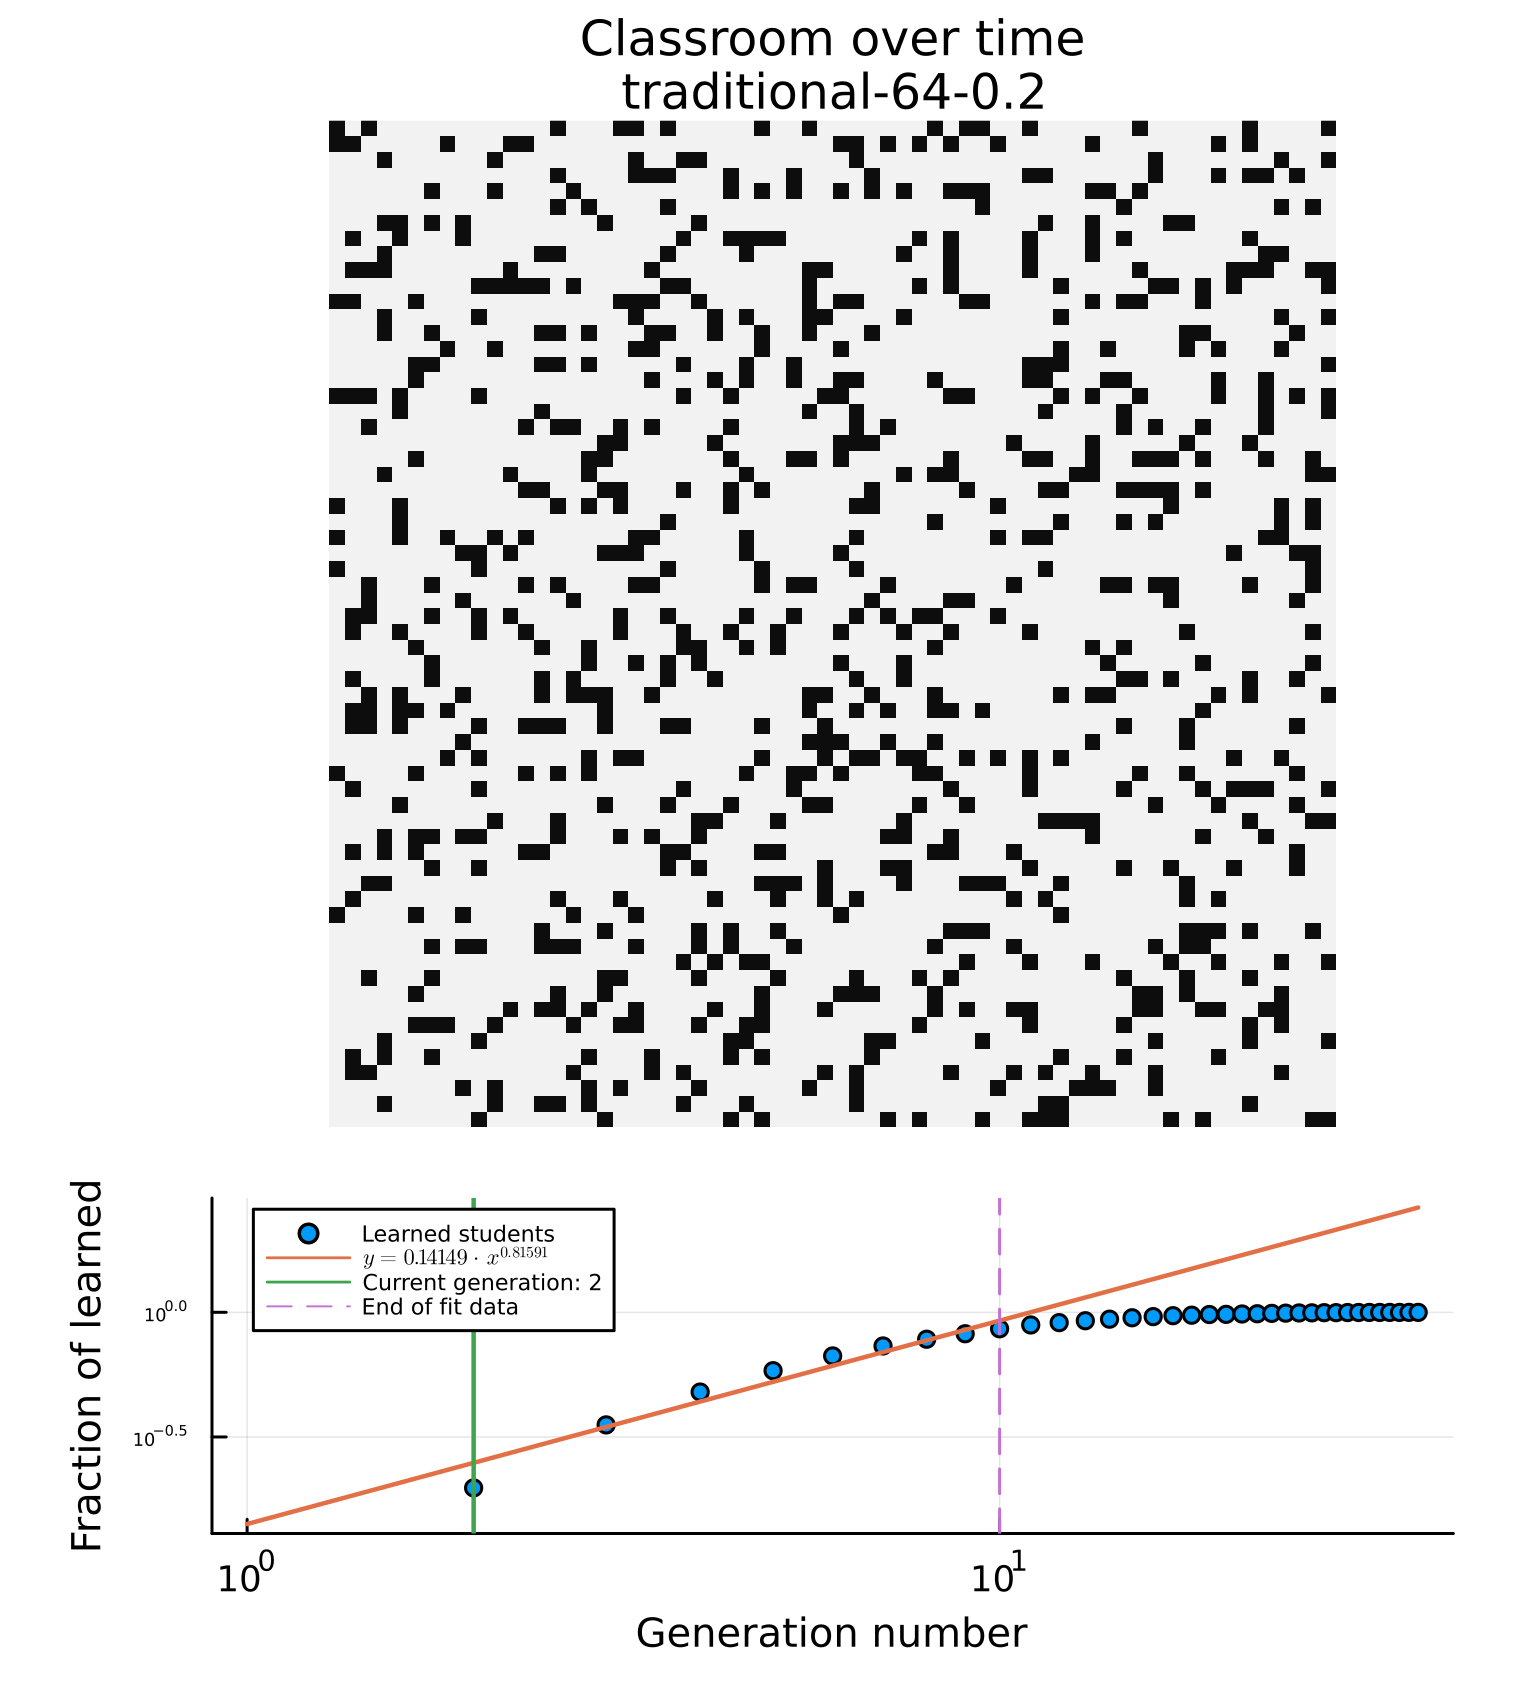 Classroom over time
traditional-64-0.2
Fraction of learned
Learned students
y = 0.14149 · x^0.81591
Current generation: 2
End of fit data
10^0.0
10^−0.5
10^0
10^1
Generation number